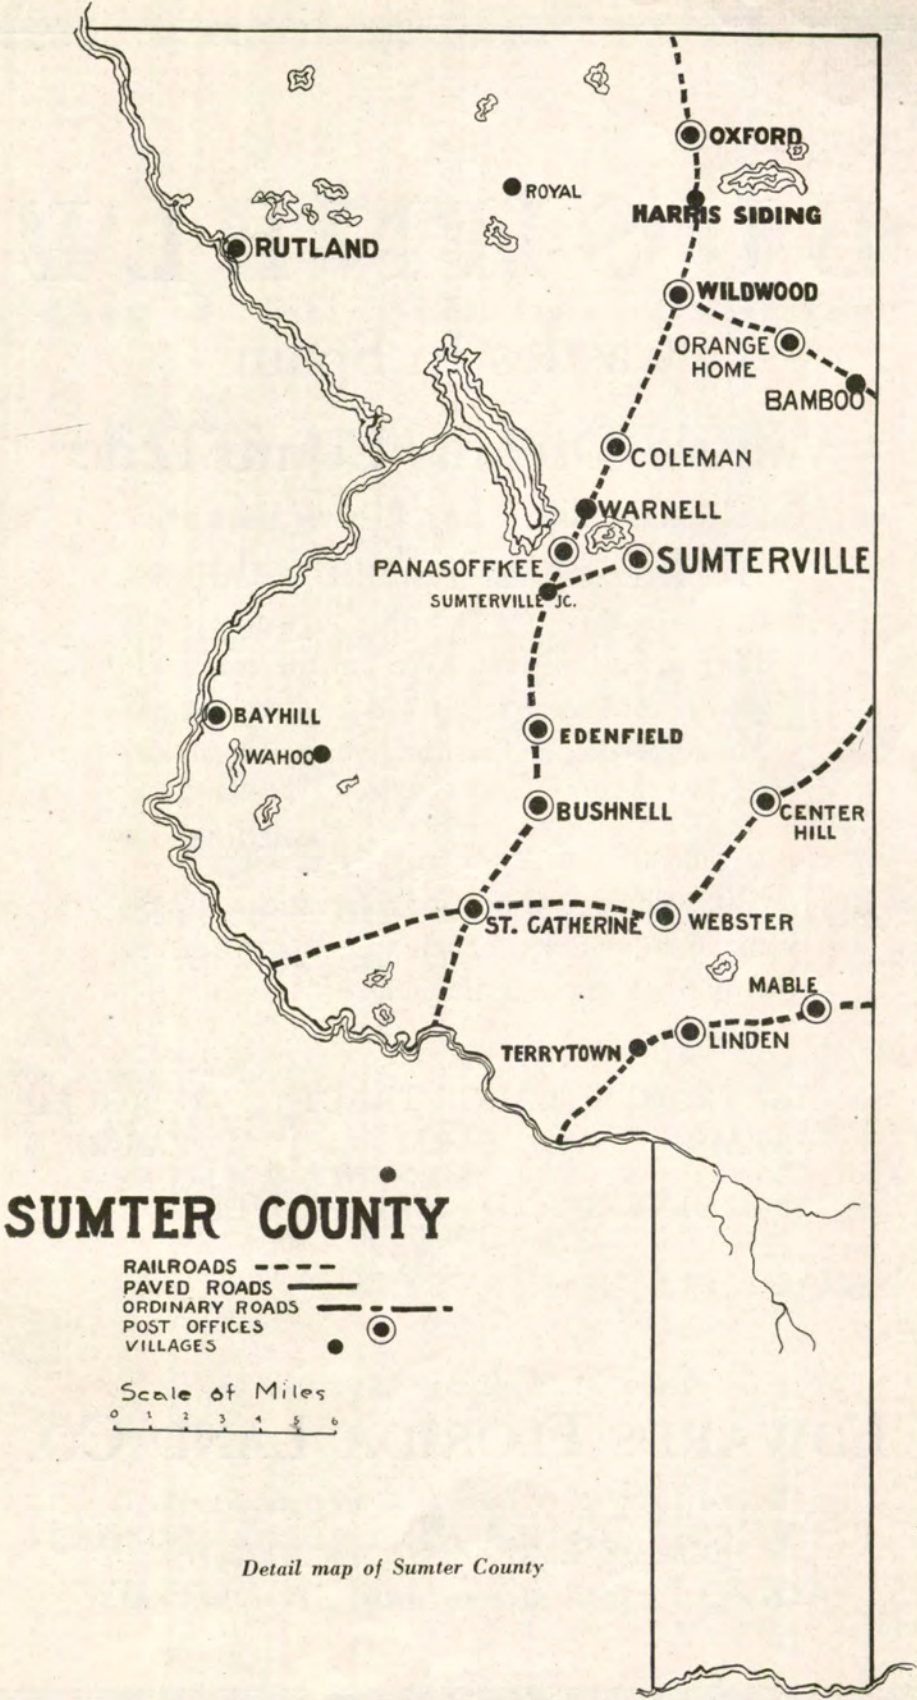 OXFORD
ROYAL
HARRIS SIDING
RUTLAND
WILDWOOD
ORANGE
HOME
BAMBOO
COLEMAN
WARNELL
PANASOFFKEE
SUMTERVILLE
SUMTERVILLE JC.
BAYHILL
EDENFIELD
WAHOO
BUSHNELL
CENTER
HILL
ST. CATHERINE
WEBSTER
MABLE
LINDEN
TERRYTOWN
SUMTER COUNTY
RAILROADS
PAVED ROADS
ORDINARY ROADS
POST OFFICES
VILLAGES
Scale of Miles
0 1 2 3 4 5 6
Detail map of Sumter County